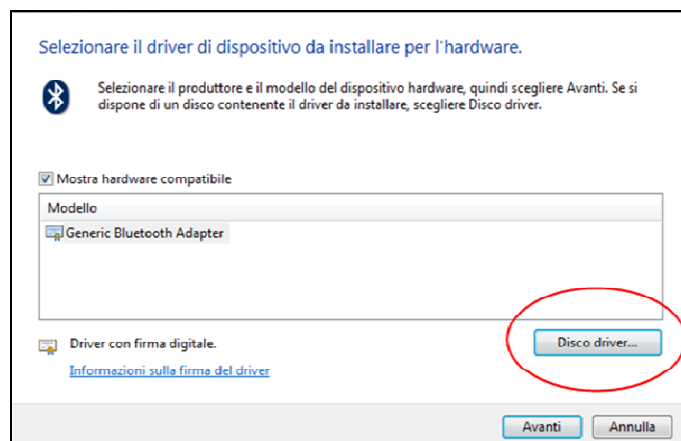 Selezionare il driver di dispositivo da installare per l'hardware.
Selezionare il produttore e il modello del dispositivo hardware, quindi scegliere Avanti. Se si
dispone di un disco contenente il driver da installare, scegliere Disco driver.
Mostra hardware compatibile
Modello
Generic Bluetooth Adapter
Driver con firma digitale.
Disco driver...
Informazioni sulla firma del driver
Avanti
Annulla